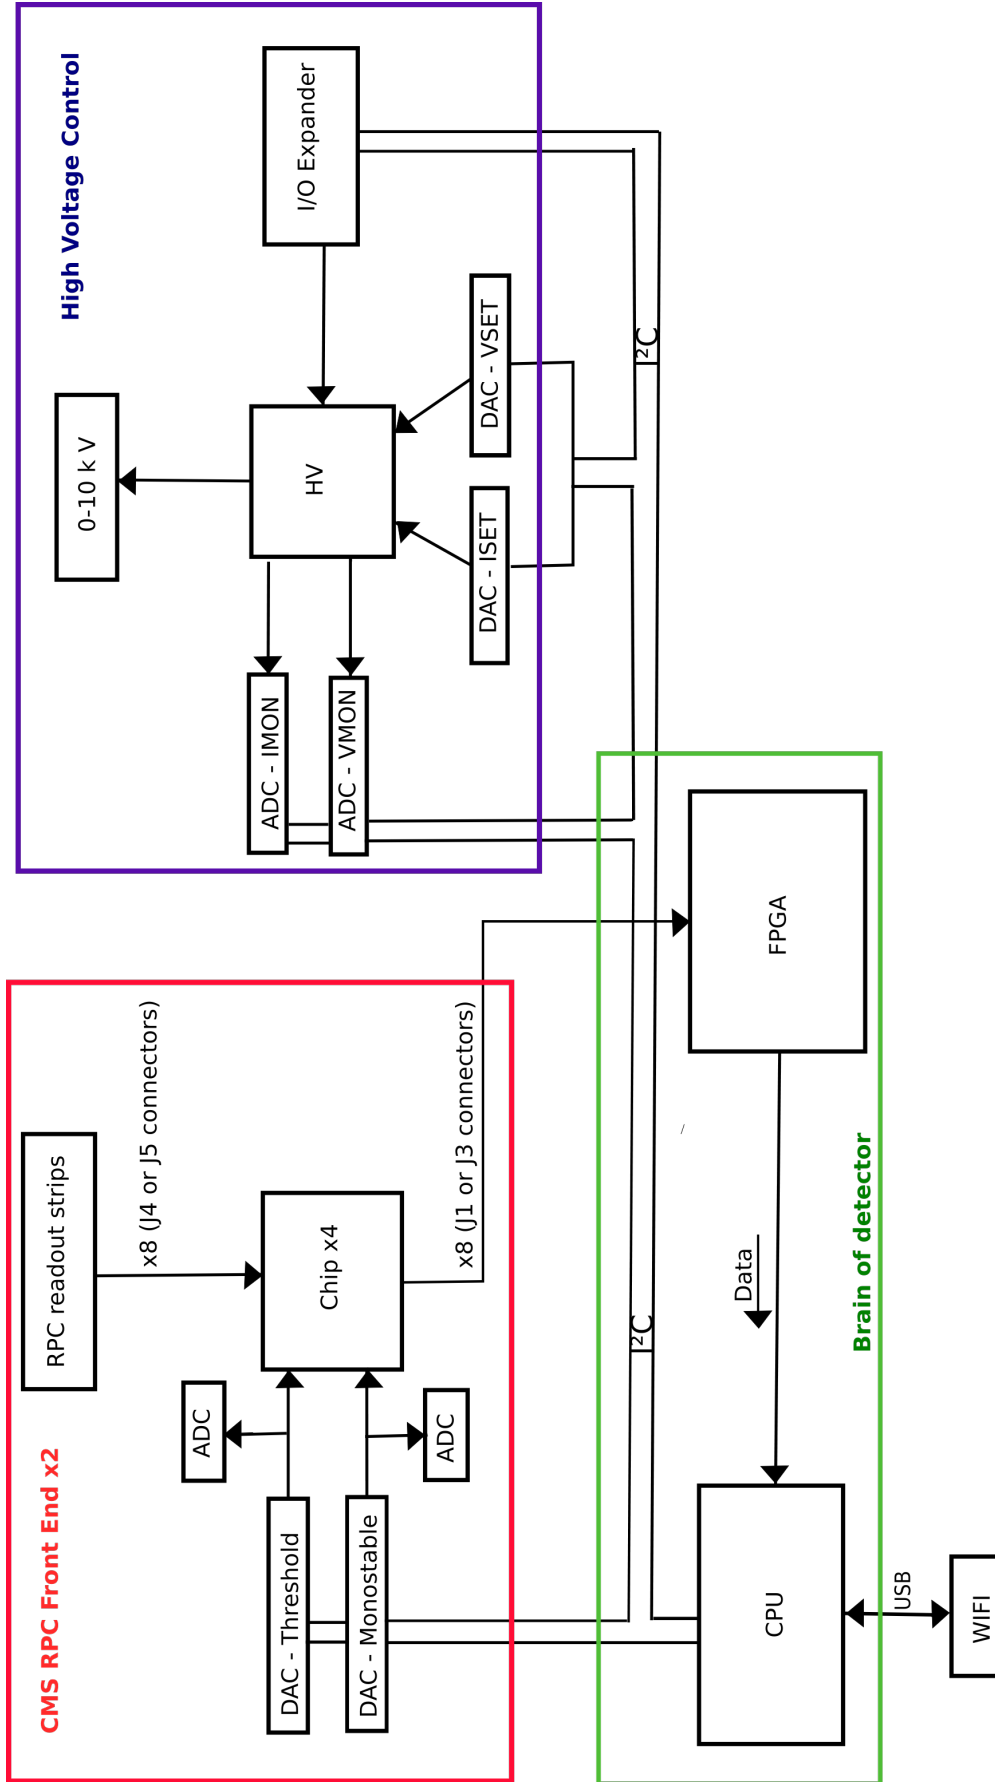 CMS RPC Front End x2
RPC readout strips
x8 (J4 or J5 connectors)
ADC
Chip x4
DAC - Threshold
DAC - Monostable
ADC
x8 (J1 or J3 connectors)
High Voltage Control
0-10 k V
ADC - IMON
ADC - VMON
HV
I/O Expander
DAC - ISET
DAC - VSET
I²C
I²C
Data
CPU
FPGA
Brain of detector
USB
WIFI